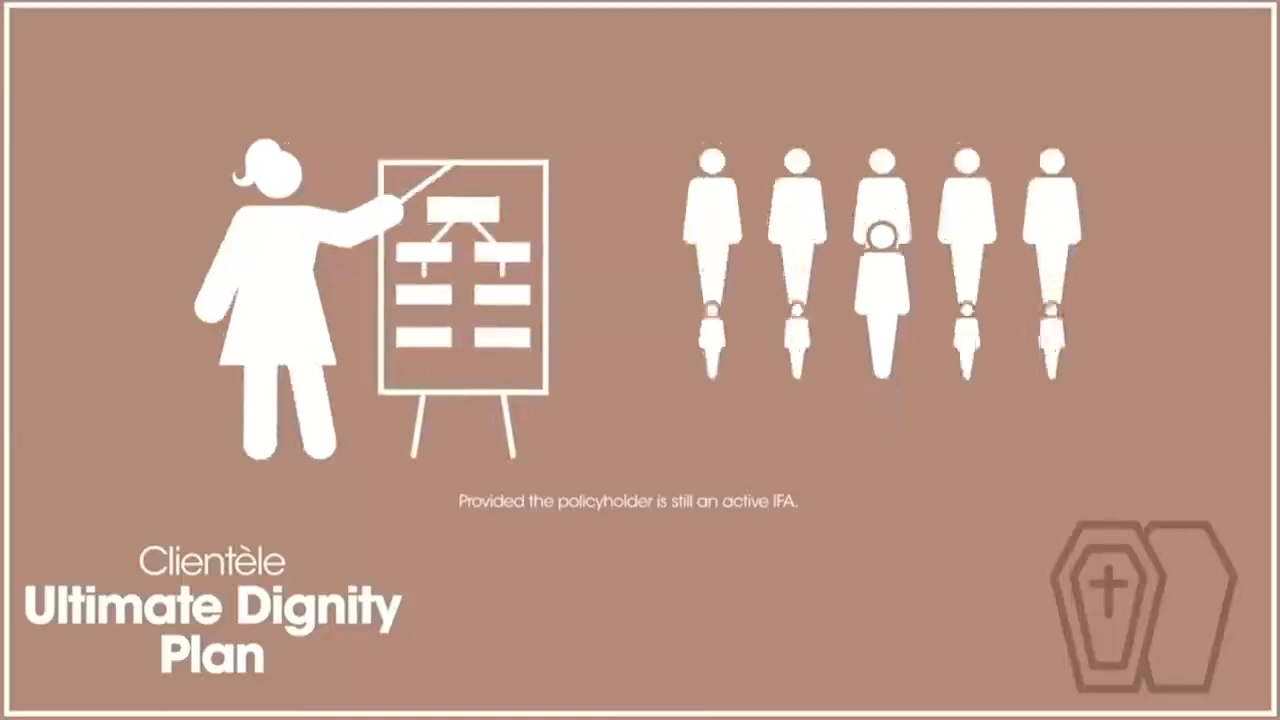 Provided the policyholder is still an active IFA.
Clientèle
Ultimate Dignity
Plan